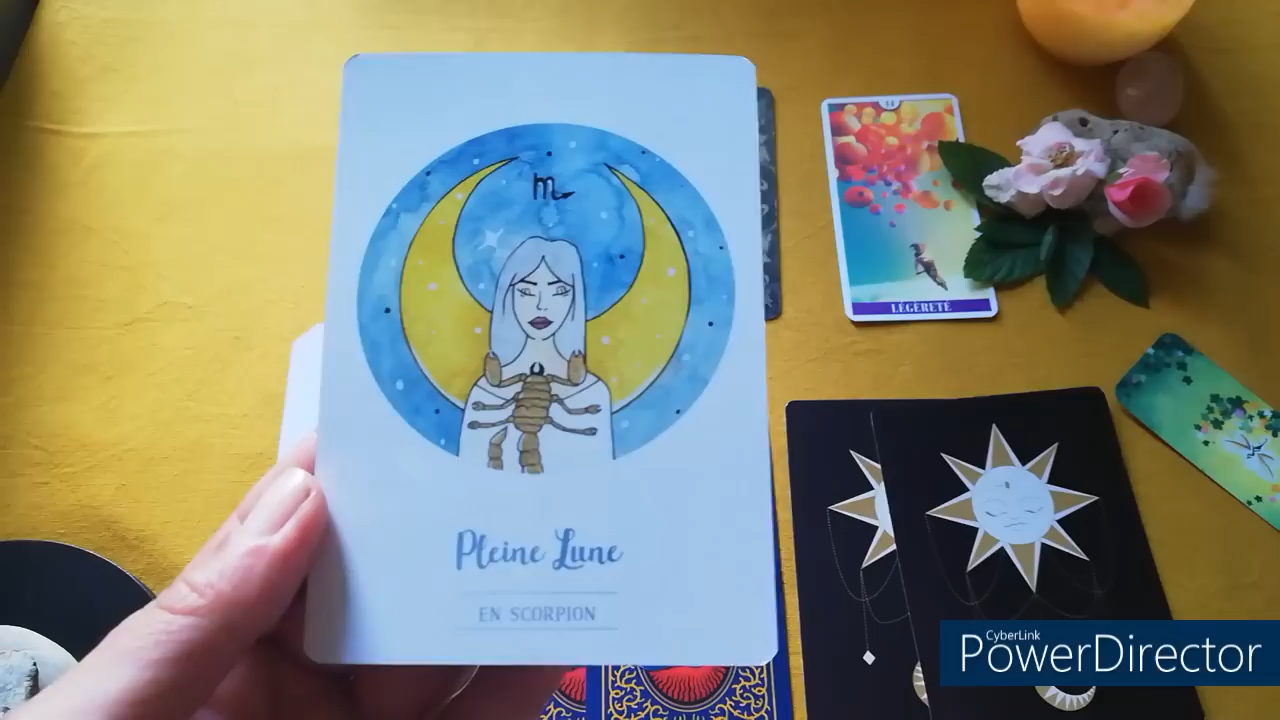 Pleine Lune
EN SCORPION
LÉGÈRETÉ
CyberLink
PowerDirector